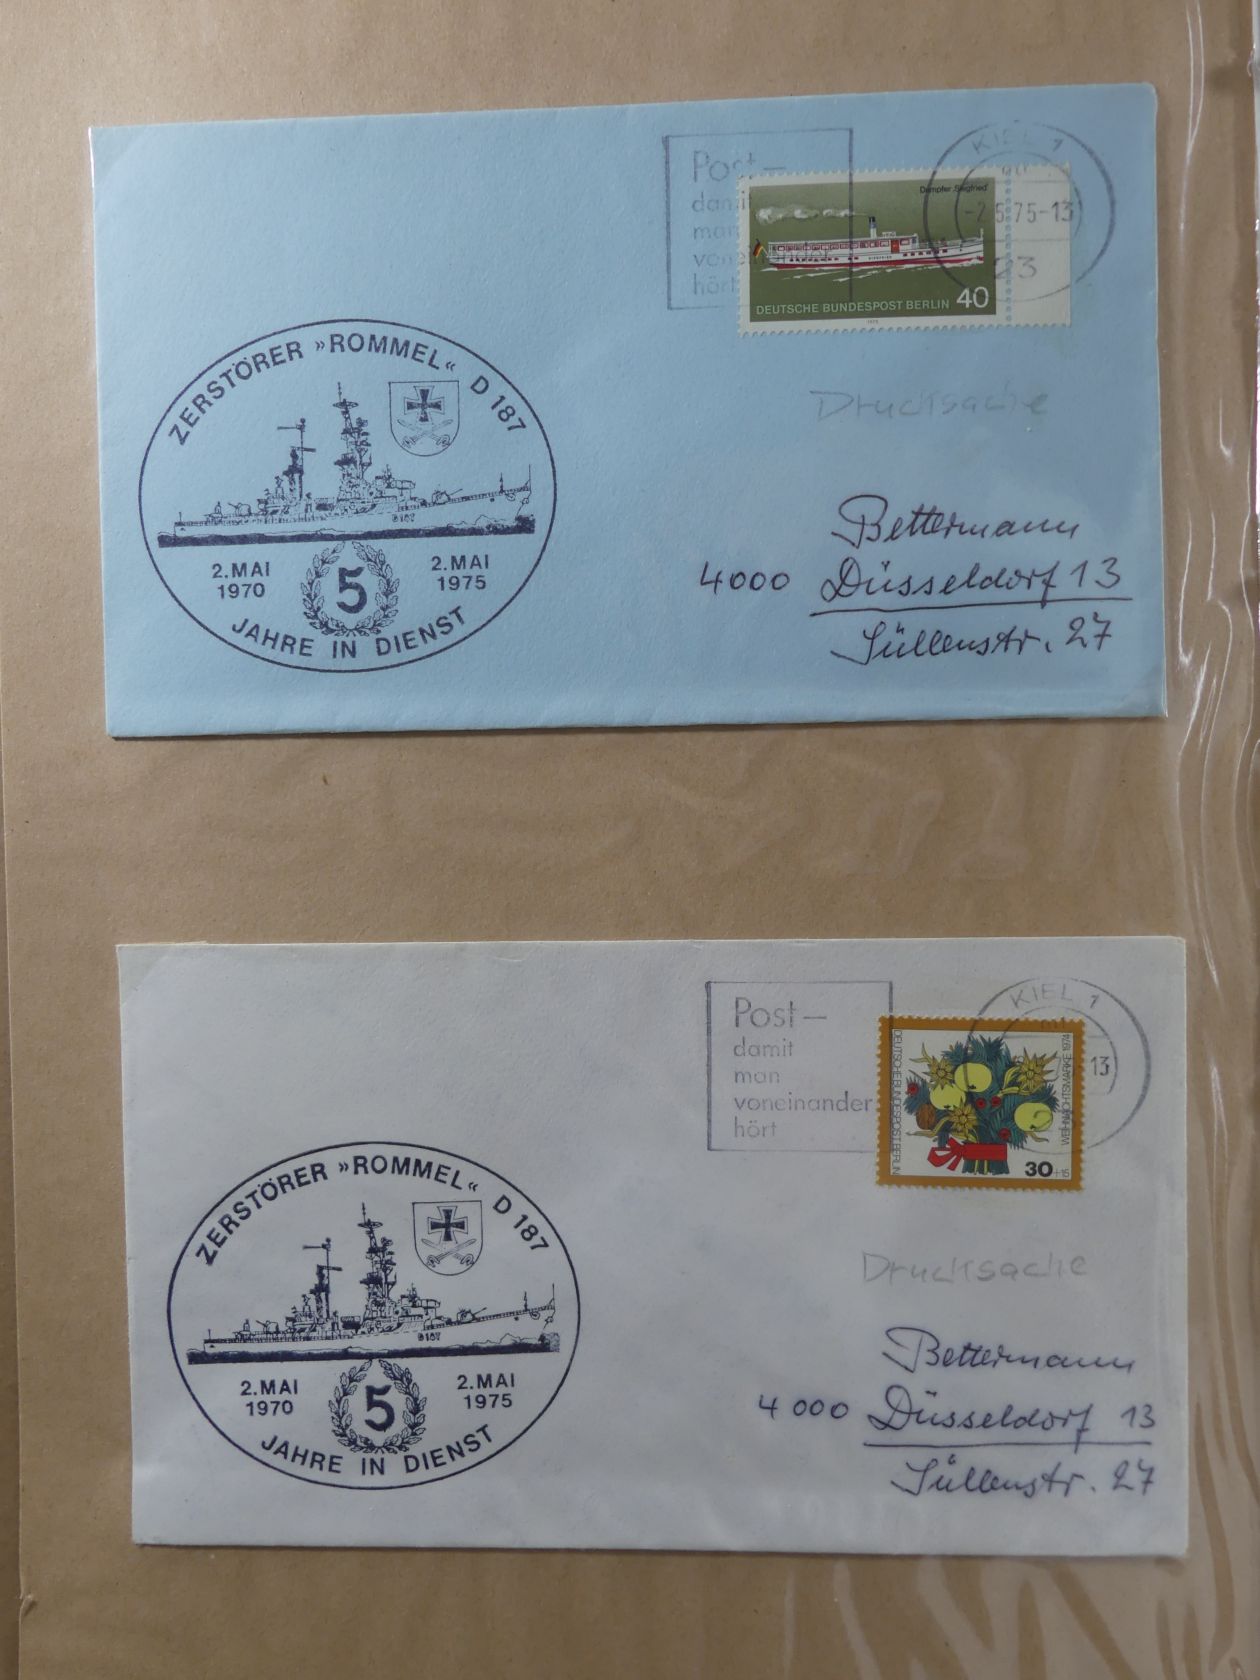 Post –
damit
man
voneinander
hört
KIEL 1
-2.5.75-13
23
Dampfer „Siegfried“
DEUTSCHE BUNDESPOST BERLIN 40
1975
Drucksache
ZERSTÖRER »ROMMEL« D 187
2. MAI 1970
5
2. MAI 1975
JAHRE IN DIENST
Bettermann
4000 Düsseldorf 13
Süllenstr. 27
Post –
damit
man
voneinander
hört
KIEL 1
13
DEUTSCHE BUNDESPOST BERLIN
WEIHNACHTSMARKE 1974
30+15
Drucksache
ZERSTÖRER »ROMMEL« D 187
2. MAI 1970
5
2. MAI 1975
JAHRE IN DIENST
Bettermann
4000 Düsseldorf 13
Süllenstr. 27